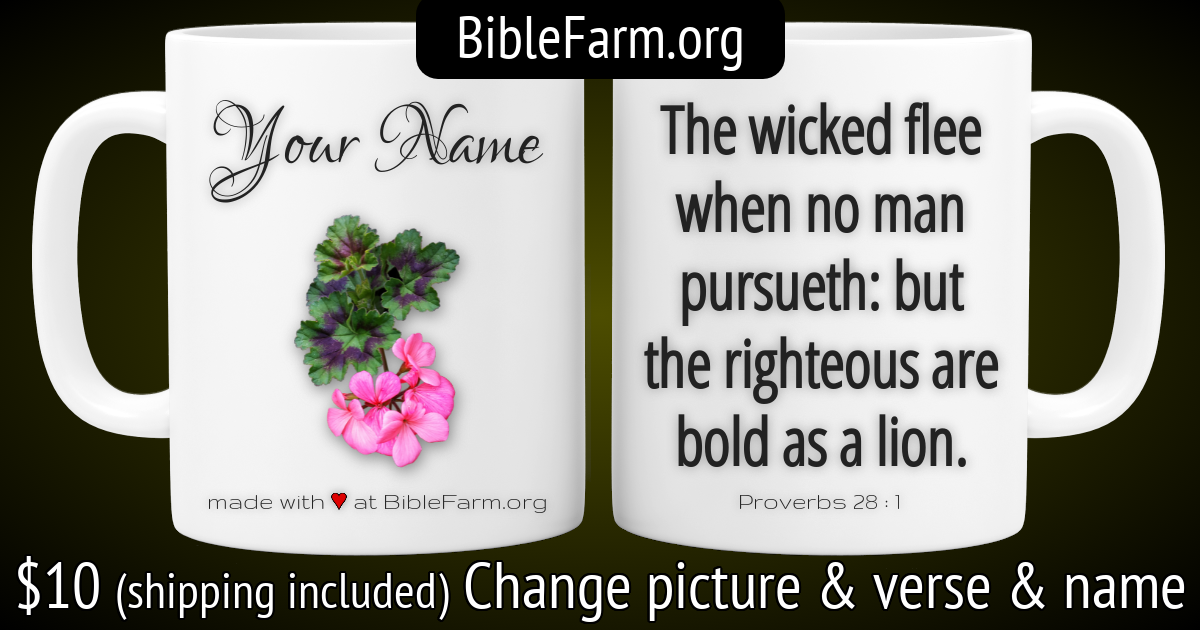 BibleFarm.org
Your Name
made with ♥ at BibleFarm.org
The wicked flee
when no man
pursueth: but
the righteous are
bold as a lion.
Proverbs 28 : 1
$10 (shipping included) Change picture & verse & name